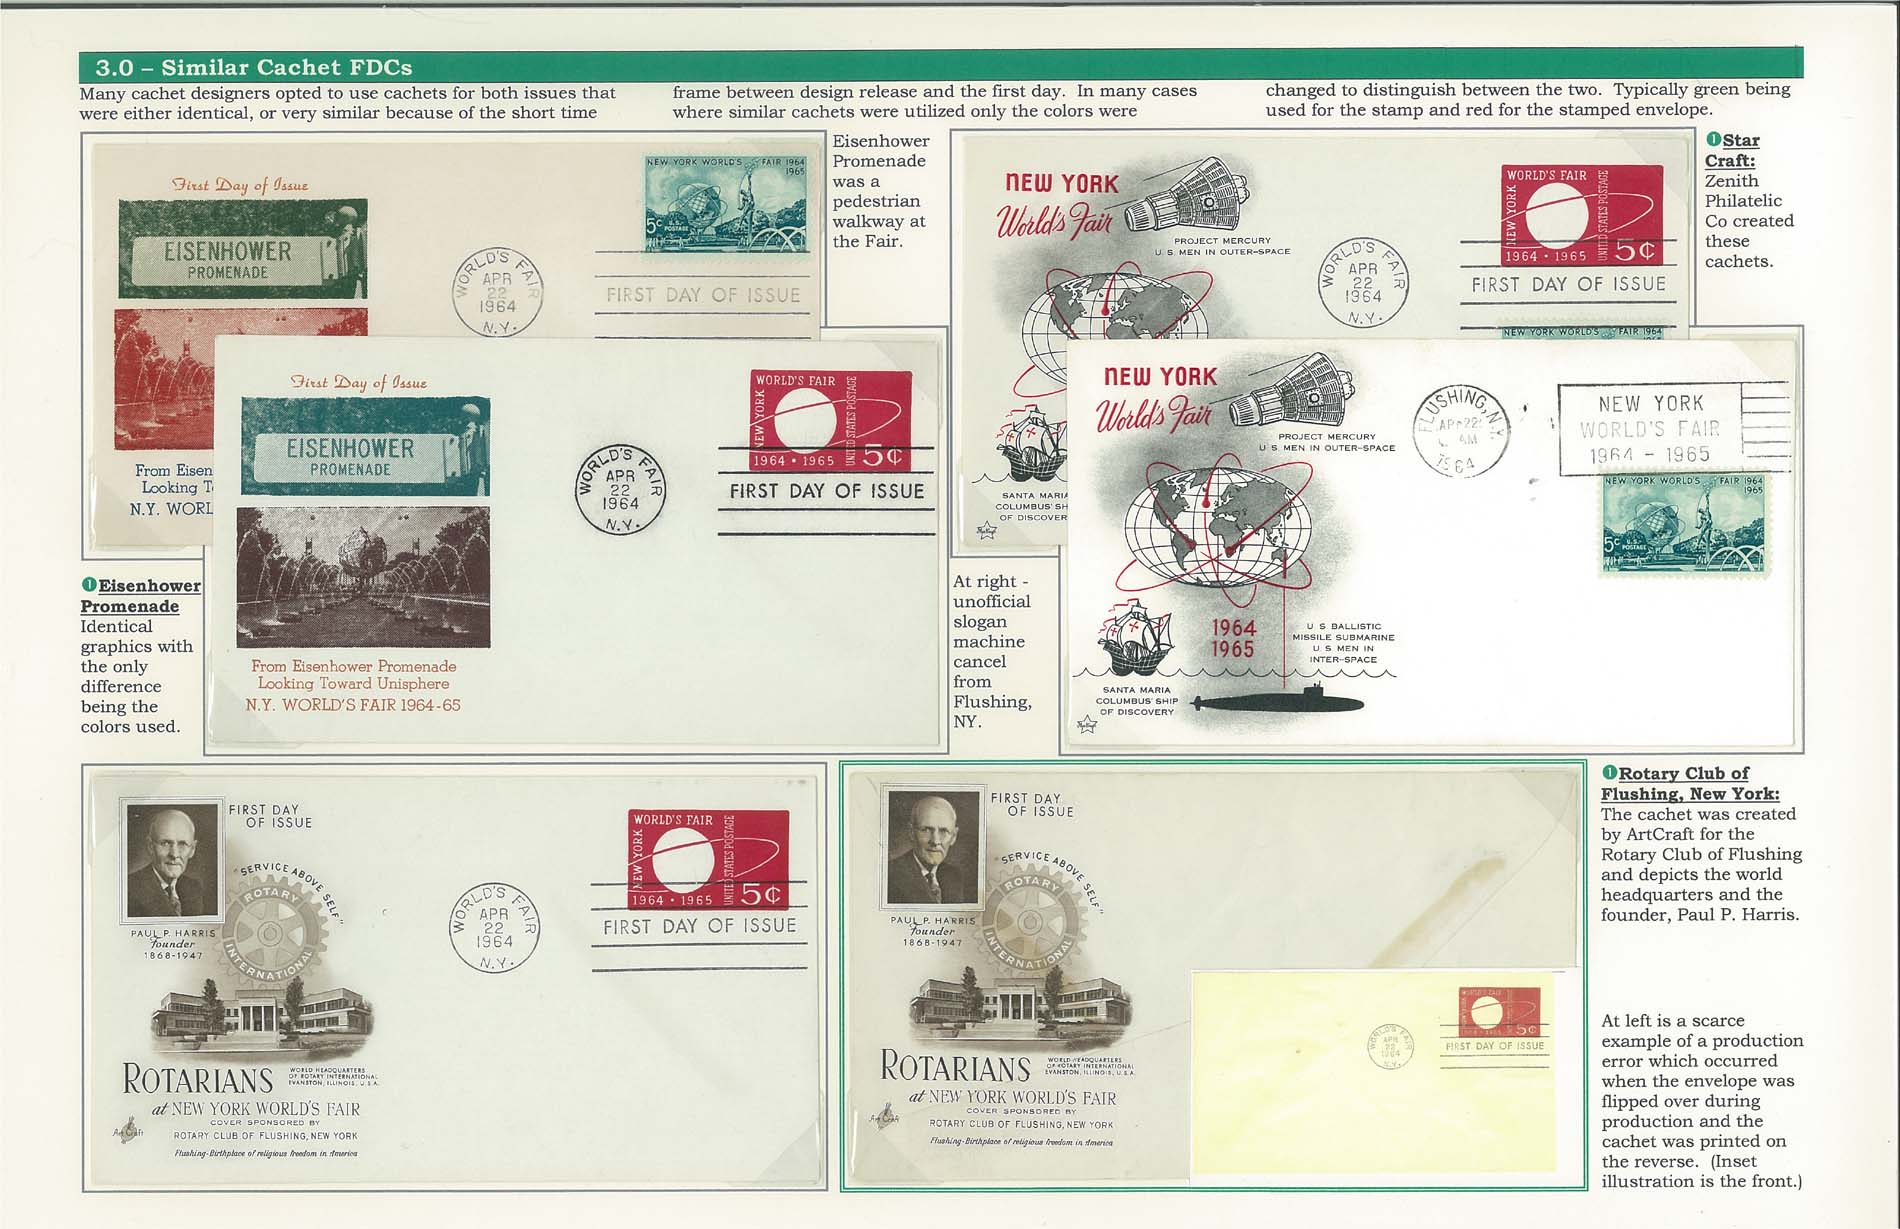 3.0 – Similar Cachet FDCs
Many cachet designers opted to use cachets for both issues that
were either identical, or very similar because of the short time
frame between design release and the first day. In many cases
where similar cachets were utilized only the colors were
changed to distinguish between the two. Typically green being
used for the stamp and red for the stamped envelope.
First Day of Issue
EISENHOWER
PROMENADE
From Eisen
Looking T
N.Y. WORL
WORLD'S FAIR
APR
22
1964
N.Y.
NEW YORK WORLD'S FAIR 1964
1965
5c
U.S. POSTAGE
FIRST DAY OF ISSUE
Eisenhower
Promenade
was a
pedestrian
walkway at
the Fair.
First Day of Issue
EISENHOWER
PROMENADE
From Eisenhower Promenade
Looking Toward Unisphere
N.Y. WORLD'S FAIR 1964-65
WORLD'S FAIR
APR
22
1964
N.Y.
WORLD'S FAIR
NEW YORK
UNITED STATES POSTAGE
1964 • 1965
5¢
FIRST DAY OF ISSUE
1 Eisenhower
Promenade
Identical
graphics with
the only
difference
being the
colors used.
NEW YORK
World's Fair
PROJECT MERCURY
U.S. MEN IN OUTER-SPACE
SANTA MARIA
COLUMBUS' SH
OF DISCOVER
WORLD'S FAIR
APR
22
1964
N.Y.
WORLD'S FAIR
NEW YORK
UNITED STATES POSTAGE
1964 • 1965
5¢
FIRST DAY OF ISSUE
NEW YORK WORLD'S FAIR 1964
1 Star
Craft:
Zenith
Philatelic
Co created
these
cachets.
NEW YORK
World's Fair
PROJECT MERCURY
U.S. MEN IN OUTER-SPACE
1964
1965
U S BALLISTIC
MISSILE SUBMARINE
U.S MEN IN
INTER-SPACE
SANTA MARIA
COLUMBUS' SHIP
OF DISCOVERY
FLUSHING, N.Y.
APR 22
AM
1964
NEW YORK
WORLD'S FAIR
1964 - 1965
NEW YORK WORLD'S FAIR 1964
1965
5c
U.S. POSTAGE
At right -
unofficial
slogan
machine
cancel
from
Flushing,
NY.
FIRST DAY
OF ISSUE
"SERVICE ABOVE SELF"
ROTARY
INTERNATIONAL
PAUL P. HARRIS
Founder
1868-1947
ROTARIANS
WORLD HEADQUARTERS
OF ROTARY INTERNATIONAL
EVANSTON, ILLINOIS, U.S.A.
at NEW YORK WORLD'S FAIR
COVER SPONSORED BY
ROTARY CLUB OF FLUSHING, NEW YORK
Flushing-Birthplace of religious freedom in America
Art Craft
WORLD'S FAIR
APR
22
1964
N.Y.
WORLD'S FAIR
NEW YORK
UNITED STATES POSTAGE
1964 • 1965
5¢
FIRST DAY OF ISSUE
FIRST DAY
OF ISSUE
"SERVICE ABOVE SELF"
ROTARY
INTERNATIONAL
PAUL P. HARRIS
Founder
1868-1947
ROTARIANS
WORLD HEADQUARTERS
OF ROTARY INTERNATIONAL
EVANSTON, ILLINOIS, U.S.A.
at NEW YORK WORLD'S FAIR
COVER SPONSORED BY
ROTARY CLUB OF FLUSHING, NEW YORK
Flushing-Birthplace of religious freedom in America
Art Craft
WORLD'S FAIR
APR
22
1964
N.Y.
WORLD'S FAIR
5¢
FIRST DAY OF ISSUE
1 Rotary Club of
Flushing, New York:
The cachet was created
by ArtCraft for the
Rotary Club of Flushing
and depicts the world
headquarters and the
founder, Paul P. Harris.
At left is a scarce
example of a production
error which occurred
when the envelope was
flipped over during
production and the
cachet was printed on
the reverse. (Inset
illustration is the front.)